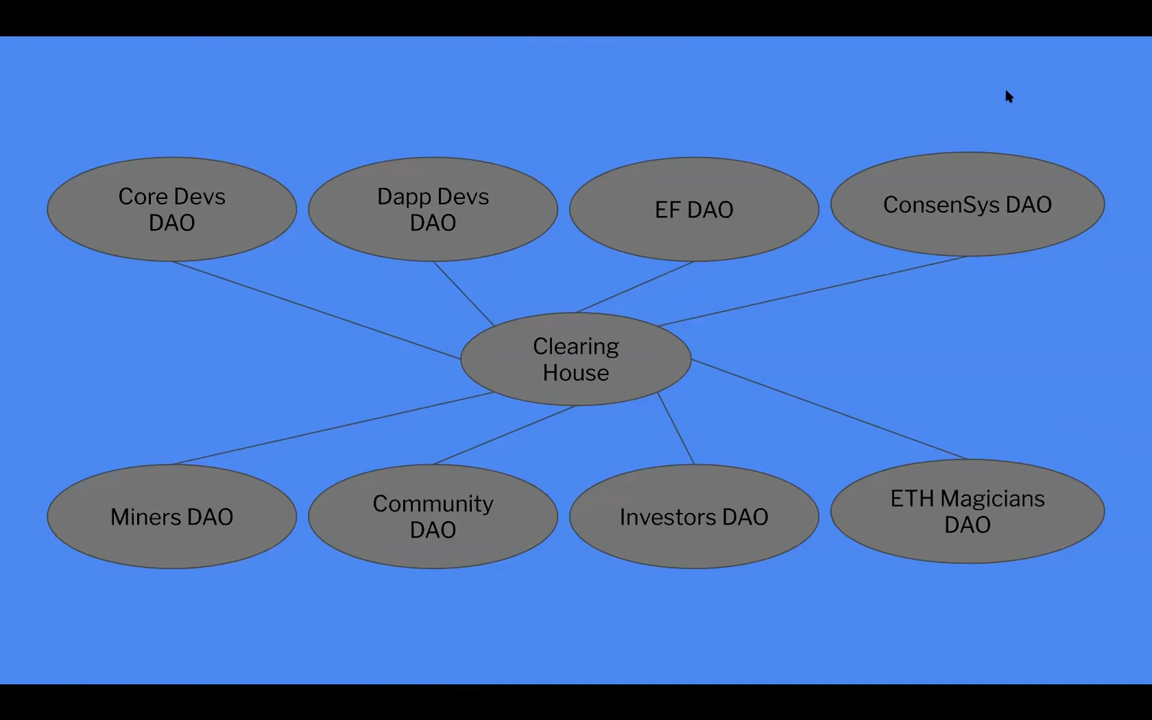 Core Devs
DAO
Dapp Devs
DAO
EF DAO
ConsenSys DAO
Clearing
House
Miners DAO
Community
DAO
Investors DAO
ETH Magicians
DAO